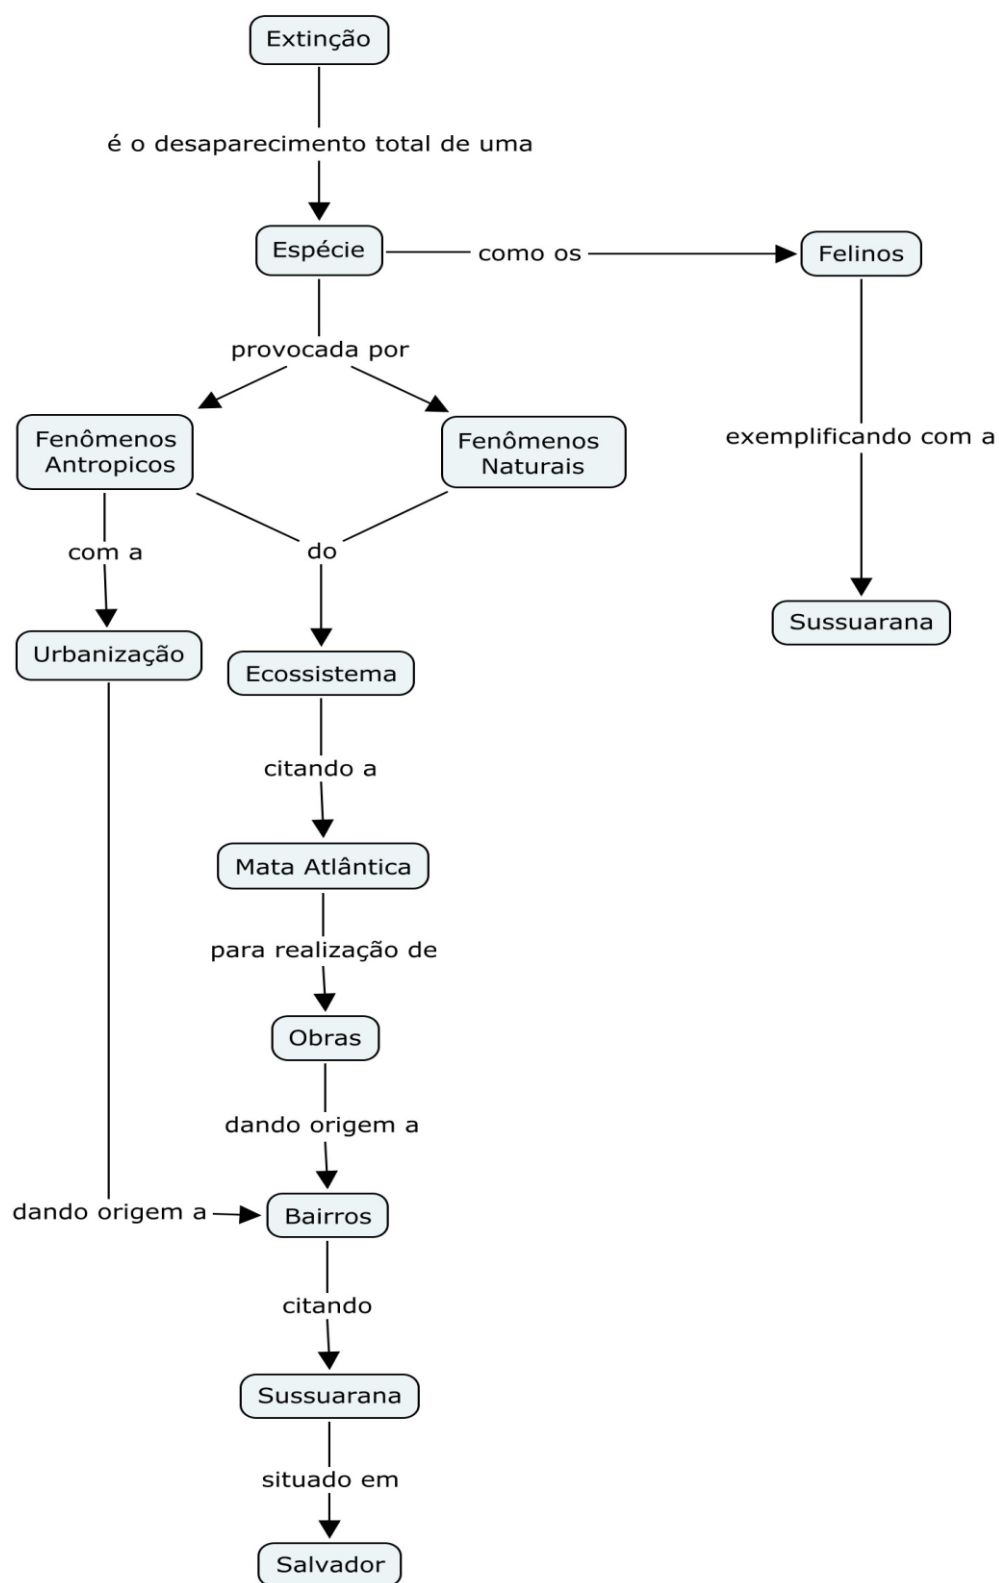 Extinção
é o desaparecimento total de uma
Espécie
como os
Felinos
provocada por
Fenômenos
Antropicos
Fenômenos
Naturais
exemplificando com a
com a
do
Sussuarana
Urbanização
Ecossistema
citando a
Mata Atlântica
para realização de
Obras
dando origem a
dando origem a
Bairros
citando
Sussuarana
situado em
Salvador